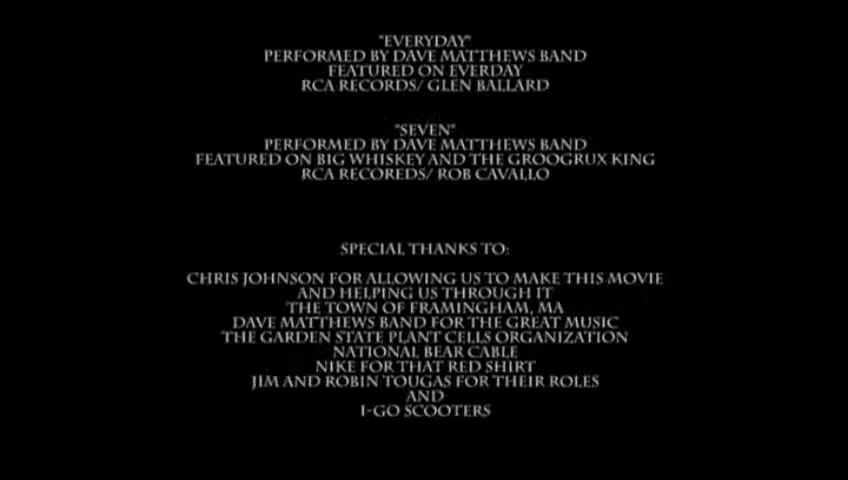 "EVERYDAY"
PERFORMED BY DAVE MATTHEWS BAND
FEATURED ON EVERDAY
RCA RECORDS/ GLEN BALLARD
"SEVEN"
PERFORMED BY DAVE MATTHEWS BAND
FEATURED ON BIG WHISKEY AND THE GROOGRUX KING
RCA RECOREDS/ ROB CAVALLO
SPECIAL THANKS TO:
CHRIS JOHNSON FOR ALLOWING US TO MAKE THIS MOVIE
AND HELPING US THROUGH IT
THE TOWN OF FRAMINGHAM, MA
DAVE MATTHEWS BAND FOR THE GREAT MUSIC
THE GARDEN STATE PLANT CELLS ORGANIZATION
NATIONAL BEAR CABLE
NIKE FOR THAT RED SHIRT
JIM AND ROBIN TOUGAS FOR THEIR ROLES
AND
I-GO SCOOTERS